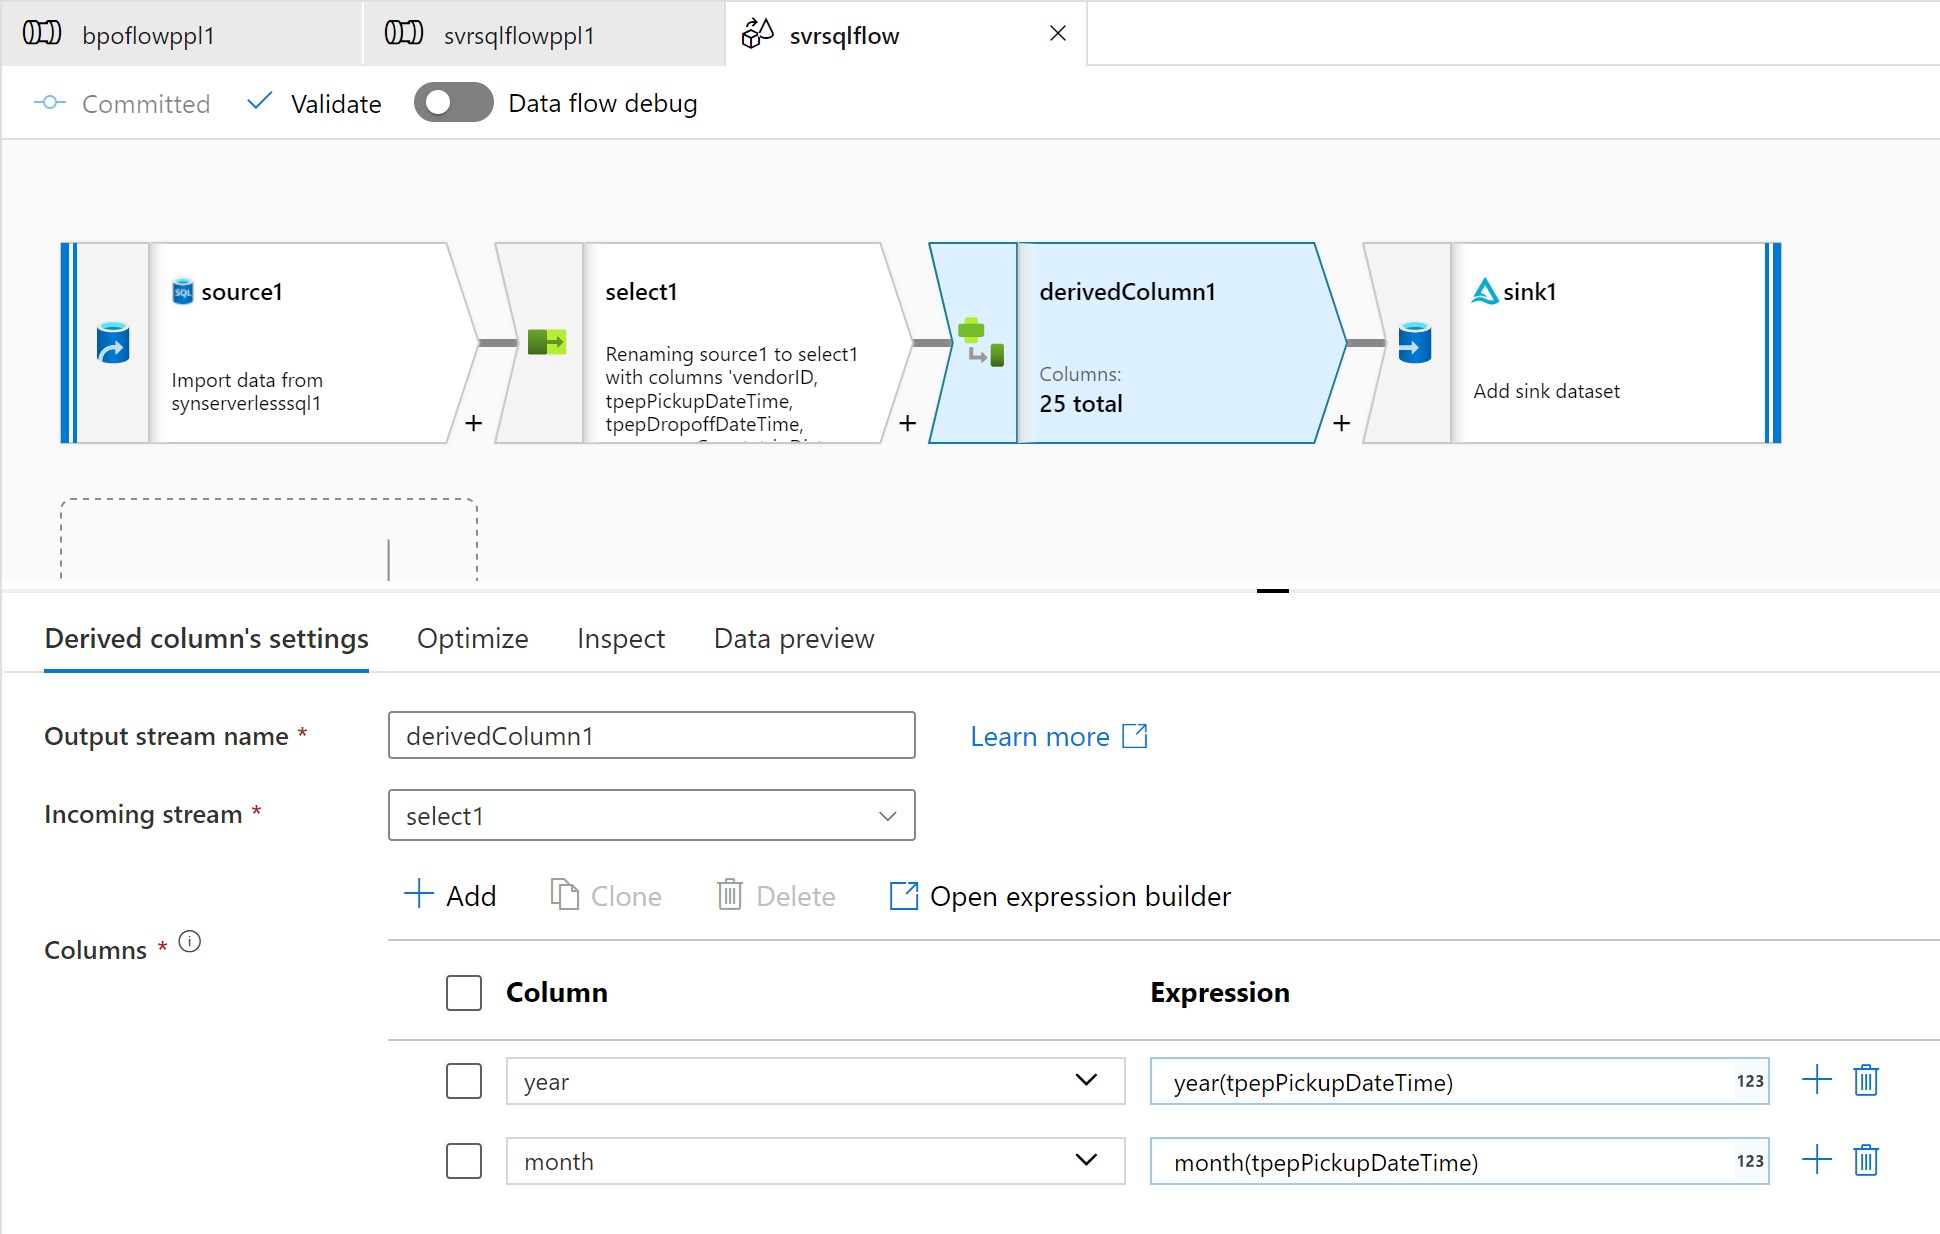 bpoflowppl1
svrsqlflowppl1
svrsqlflow
Committed
Validate
Data flow debug
SQL
source1
Import data from
synserverlesssql1
+
select1
Renaming source1 to select1
with columns 'vendorID,
tpepPickupDateTime,
tpepDropoffDateTime,
+
derivedColumn1
Columns:
25 total
+
sink1
Add sink dataset
Derived column's settings
Optimize
Inspect
Data preview
Output stream name *
derivedColumn1
Learn more
Incoming stream *
select1
Add
Clone
Delete
Open expression builder
Columns *
Column
Expression
year
year(tpepPickupDateTime)
123
month
month(tpepPickupDateTime)
123